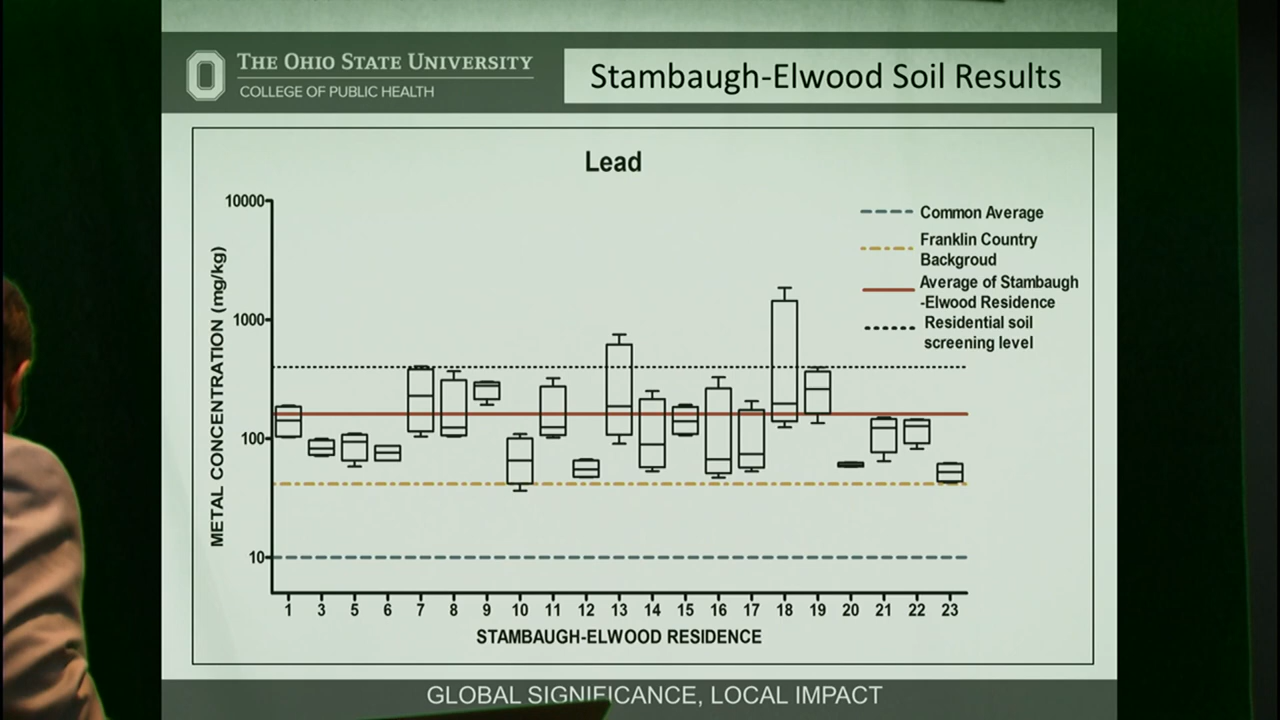 THE OHIO STATE UNIVERSITY
COLLEGE OF PUBLIC HEALTH
Stambaugh-Elwood Soil Results
Lead
10000
1000
100
10
METAL CONCENTRATION (mg/kg)
Common Average
Franklin Country
Backgroud
Average of Stambaugh
-Elwood Residence
Residential soil
screening level
1 3 5 6 7 8 9 10 11 12 13 14 15 16 17 18 19 20 21 22 23
STAMBAUGH-ELWOOD RESIDENCE
GLOBAL SIGNIFICANCE, LOCAL IMPACT